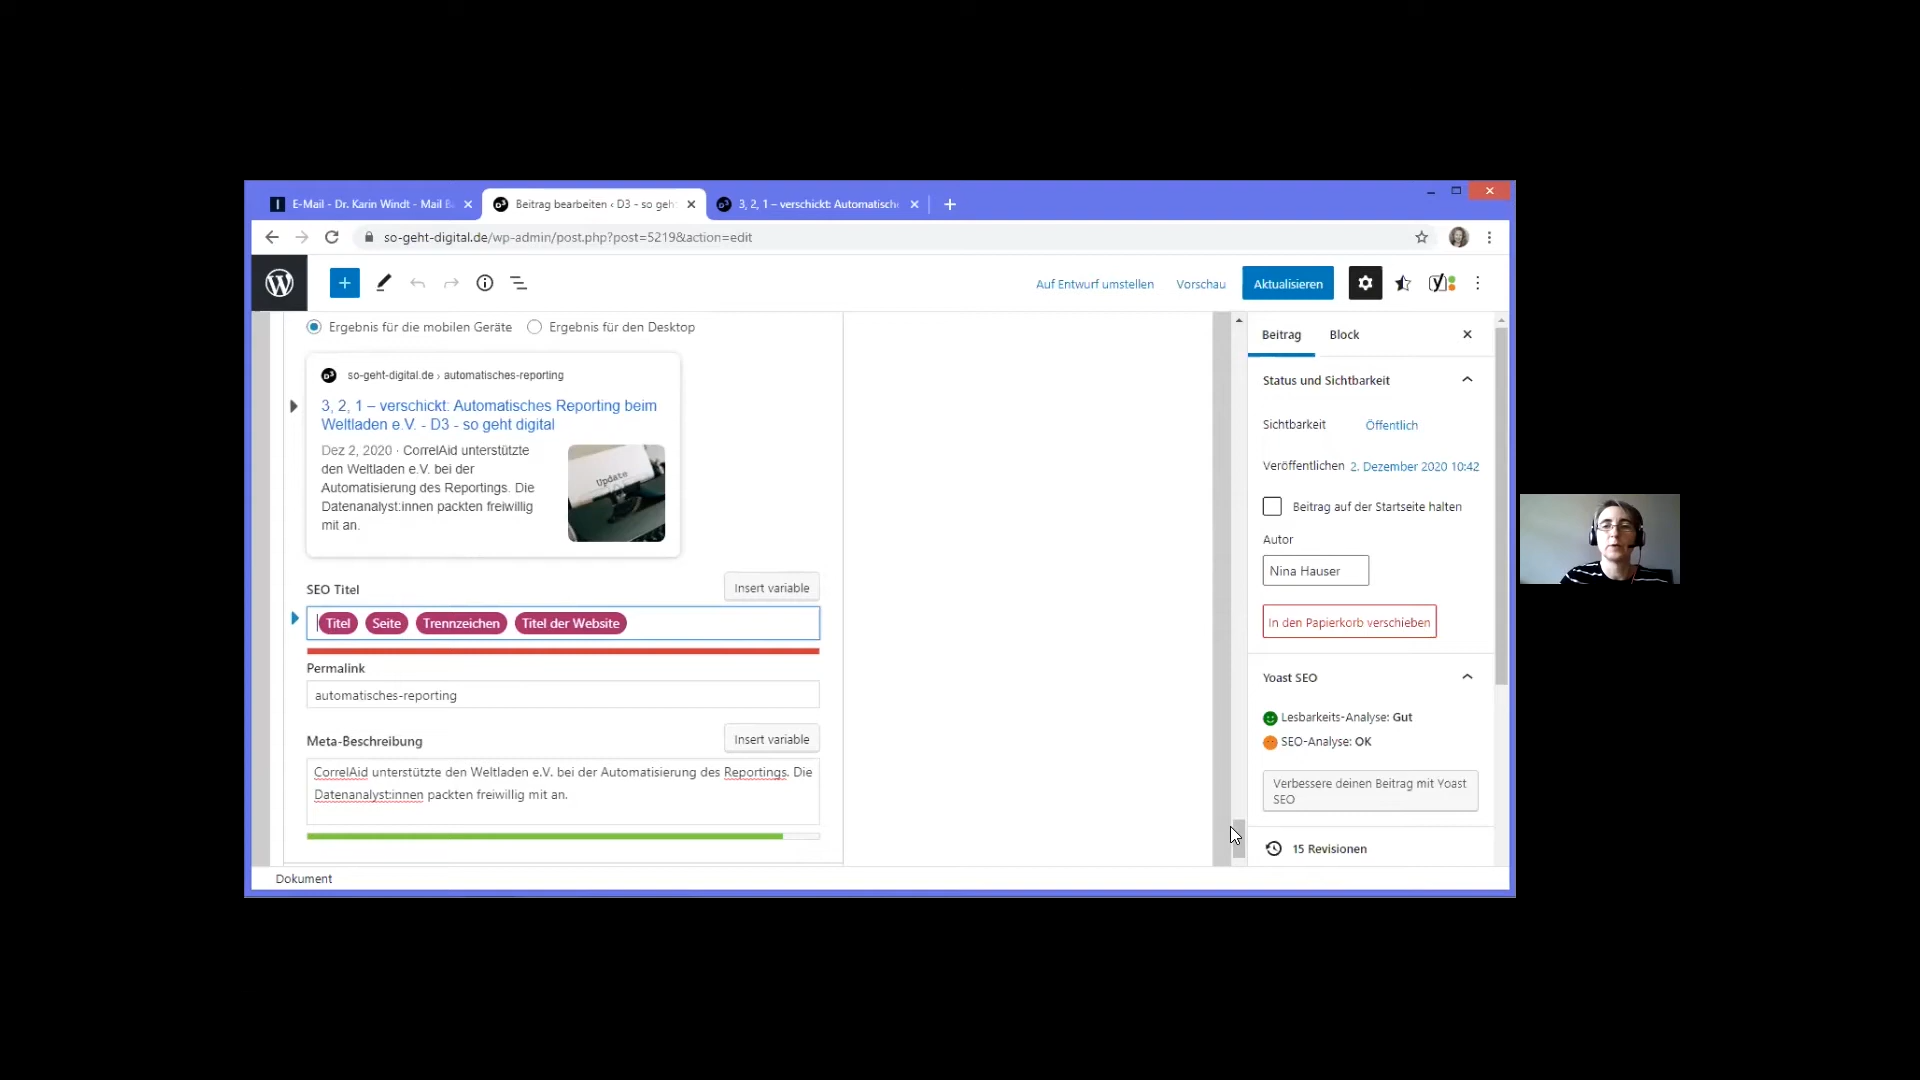 E-Mail - Dr. Karin Windt - Mail B
Beitrag bearbeiten ‹ D3 - so geh
3, 2, 1 – verschickt: Automatisch
so-geht-digital.de/wp-admin/post.php?post=5219&action=edit
Auf Entwurf umstellen
Vorschau
Aktualisieren
Ergebnis für die mobilen Geräte
Ergebnis für den Desktop
so-geht-digital.de › automatisches-reporting
3, 2, 1 – verschickt: Automatisches Reporting beim
Weltladen e.V. - D3 - so geht digital
Dez 2, 2020 · CorrelAid unterstützte
den Weltladen e.V. bei der
Automatisierung des Reportings. Die
Datenanalyst:innen packten freiwillig
mit an.
Update
SEO Titel
Insert variable
Titel
Seite
Trennzeichen
Titel der Website
Permalink
automatisches-reporting
Meta-Beschreibung
Insert variable
CorrelAid unterstützte den Weltladen e.V. bei der Automatisierung des Reportings. Die
Datenanalyst:innen packten freiwillig mit an.
Dokument
Beitrag
Block
Status und Sichtbarkeit
Sichtbarkeit
Öffentlich
Veröffentlichen
2. Dezember 2020 10:42
Beitrag auf der Startseite halten
Autor
Nina Hauser
In den Papierkorb verschieben
Yoast SEO
Lesbarkeits-Analyse: Gut
SEO-Analyse: OK
Verbessere deinen Beitrag mit Yoast
SEO
15 Revisionen